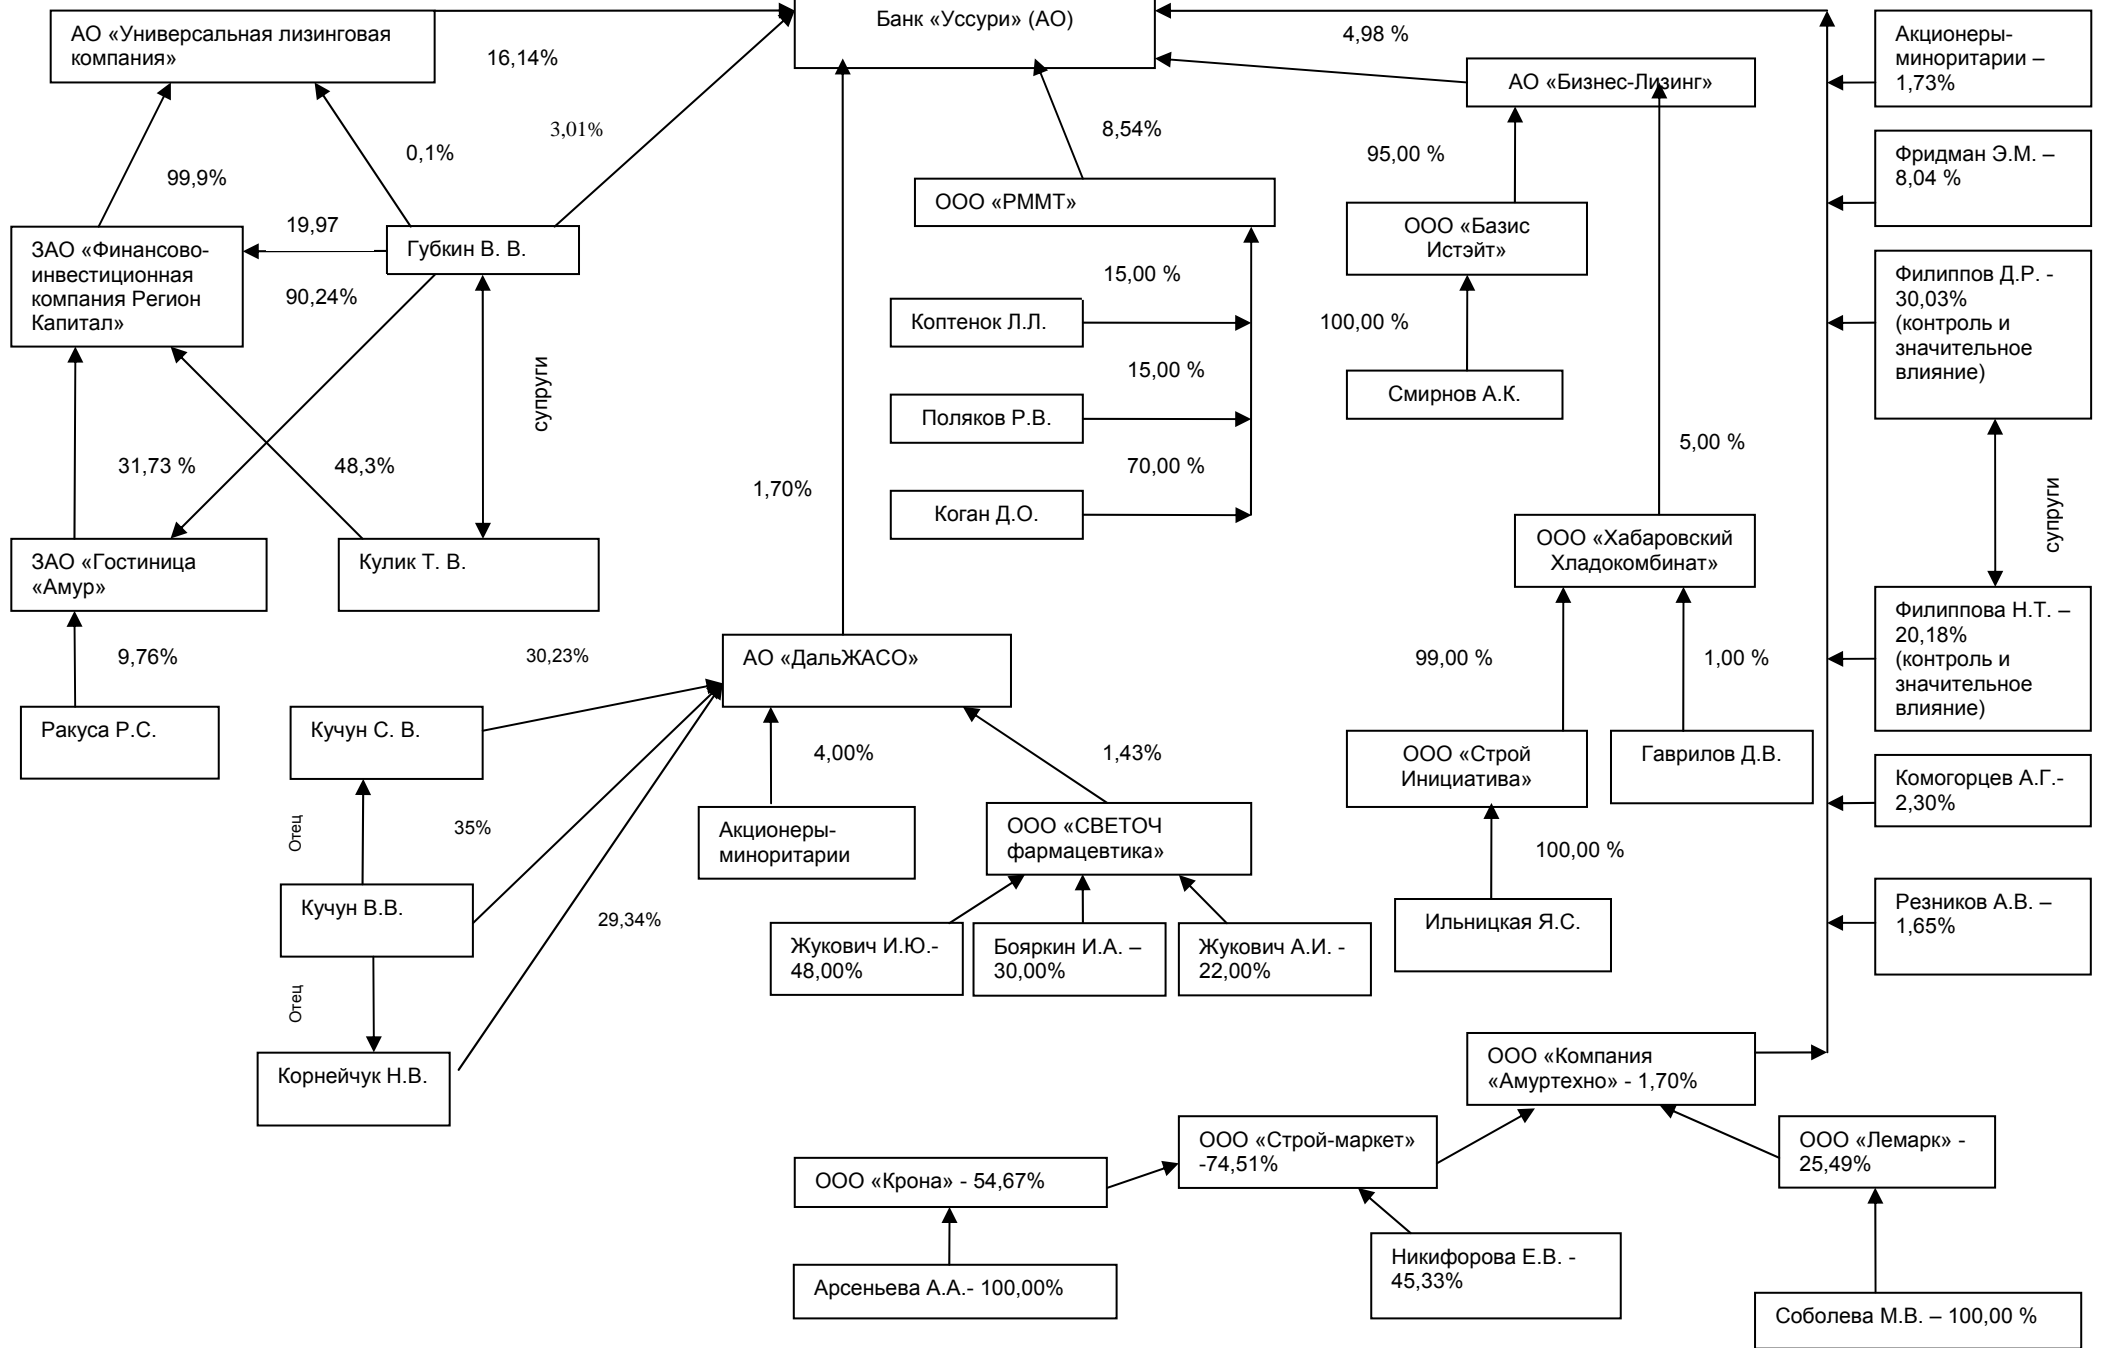 Банк «Уссури» (АО)
АО «Универсальная лизинговая
компания»
16,14%
4,98 %
Акционеры-
миноритарии –
1,73%
АО «Бизнес-Лизинг»
3,01%
0,1%
99,9%
8,54%
95,00 %
Фридман Э.М. –
8,04 %
ООО «РММТ»
19,97
ЗАО «Финансово-
инвестиционная
компания Регион
Капитал»
Губкин В. В.
90,24%
ООО «Базис
Истэйт»
15,00 %
Филиппов Д.Р. -
30,03%
(контроль и
значительное
влияние)
Коптенок Л.Л.
100,00 %
супруги
15,00 %
Смирнов А.К.
Поляков Р.В.
5,00 %
31,73 %
48,3%
70,00 %
1,70%
Коган Д.О.
супруги
ООО «Хабаровский
Хладокомбинат»
ЗАО «Гостиница
«Амур»
Кулик Т. В.
Филиппова Н.Т. –
20,18%
(контроль и
значительное
влияние)
9,76%
30,23%
АО «ДальЖАСО»
99,00 %
1,00 %
Ракуса Р.С.
Кучун С. В.
4,00%
1,43%
ООО «Строй
Инициатива»
Гаврилов Д.В.
Комогорцев А.Г.-
2,30%
Отец
35%
Акционеры-
миноритарии
ООО «СВЕТОЧ
фармацевтика»
100,00 %
Кучун В.В.
29,34%
Резников А.В. –
1,65%
Ильницкая Я.С.
Жукович И.Ю.-
48,00%
Бояркин И.А. –
30,00%
Жукович А.И. -
22,00%
Отец
Корнейчук Н.В.
ООО «Компания
«Амуртехно» - 1,70%
ООО «Строй-маркет»
-74,51%
ООО «Лемарк» -
25,49%
ООО «Крона» - 54,67%
Никифорова Е.В. -
45,33%
Арсеньева А.А.- 100,00%
Соболева М.В. – 100,00 %